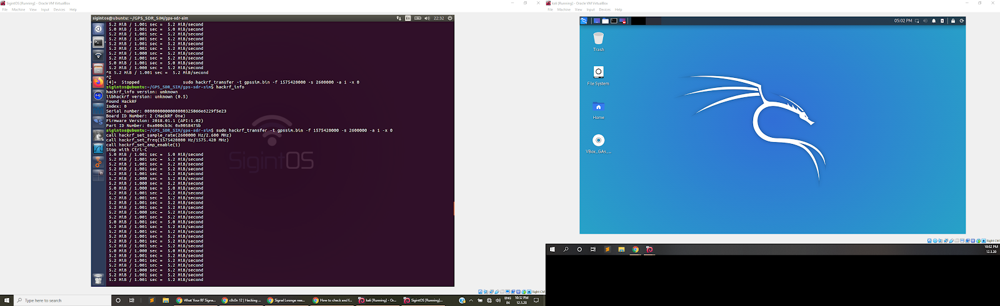 SigintOS [Running] - Oracle VM VirtualBox
File Machine View Input Devices Help
sigintos@ubuntu: ~/GPS_SDR_SIM/gps-sdr-sim
En 22:32
5.2 MiB / 1.001 sec = 5.2 MiB/second
5.0 MiB / 1.001 sec = 5.0 MiB/second
5.2 MiB / 1.000 sec = 5.2 MiB/second
5.2 MiB / 1.001 sec = 5.2 MiB/second
5.2 MiB / 1.001 sec = 5.2 MiB/second
5.2 MiB / 1.001 sec = 5.2 MiB/second
5.2 MiB / 1.000 sec = 5.2 MiB/second
5.2 MiB / 1.001 sec = 5.2 MiB/second
5.0 MiB / 1.001 sec = 5.0 MiB/second
5.2 MiB / 1.000 sec = 5.2 MiB/second
^X 5.2 MiB / 1.001 sec = 5.2 MiB/second
^Z
[4]+ Stopped sudo hackrf_transfer -t gpssim.bin -f 1575420000 -s 2600000 -a 1 -x 0
sigintos@ubuntu:~/GPS_SDR_SIM/gps-sdr-sim$ hackrf_info
hackrf_info version: unknown
libhackrf version: unknown (0.5)
Found HackRF
Index: 0
Board ID Number: 2 (HackRF One)
Firmware Version: 2018.01.1 (API:1.02)
Part ID Number: 0xa000cb3c 0x0058475b
sigintos@ubuntu:~/GPS_SDR_SIM/gps-sdr-sim$ sudo hackrf_transfer -t gpssim.bin -f 1575420000 -s 2600000 -a 1 -x 0
call hackrf_set_sample_rate(2600000 Hz/2.600 MHz)
call hackrf_set_freq(1575420000 Hz/1575.420 MHz)
call hackrf_set_amp_enable(1)
Stop with Ctrl-C
5.0 MiB / 1.001 sec = 5.0 MiB/second
5.2 MiB / 1.001 sec = 5.2 MiB/second
5.2 MiB / 1.001 sec = 5.2 MiB/second
5.2 MiB / 1.001 sec = 5.2 MiB/second
5.2 MiB / 1.001 sec = 5.2 MiB/second
5.2 MiB / 1.000 sec = 5.2 MiB/second
5.2 MiB / 1.000 sec = 5.2 MiB/second
5.0 MiB / 1.000 sec = 5.0 MiB/second
5.2 MiB / 1.001 sec = 5.2 MiB/second
5.2 MiB / 1.001 sec = 5.2 MiB/second
5.2 MiB / 1.001 sec = 5.2 MiB/second
5.2 MiB / 1.001 sec = 5.2 MiB/second
5.2 MiB / 1.000 sec = 5.2 MiB/second
5.2 MiB / 1.001 sec = 5.2 MiB/second
5.0 MiB / 1.001 sec = 5.0 MiB/second
5.2 MiB / 1.001 sec = 5.2 MiB/second
5.2 MiB / 1.000 sec = 5.2 MiB/second
5.2 MiB / 1.001 sec = 5.2 MiB/second
5.2 MiB / 1.001 sec = 5.2 MiB/second
5.2 MiB / 1.000 sec = 5.2 MiB/second
5.0 MiB / 1.000 sec = 5.0 MiB/second
5.2 MiB / 1.001 sec = 5.2 MiB/second
5.2 MiB / 1.001 sec = 5.2 MiB/second
5.2 MiB / 1.001 sec = 5.2 MiB/second
5.2 MiB / 1.000 sec = 5.2 MiB/second
5.2 MiB / 1.001 sec = 5.2 MiB/second
5.2 MiB / 1.001 sec = 5.2 MiB/second
SigintOS
Right Ctrl
Type here to search
What Your RF Signa...
c0c0n 12 | Hacking ...
Signal Lounge nee...
How to check and f...
kali [Running] - Or...
SigintOS [Running]...
ENG
IN
10:32 PM
12.3.20
kali [Running] - Oracle VM VirtualBox
File Machine View Input Devices Help
05:02 PM
Trash
File System
Home
VBox_GAs_...
Right Ctrl
10:32 PM
12.3.20